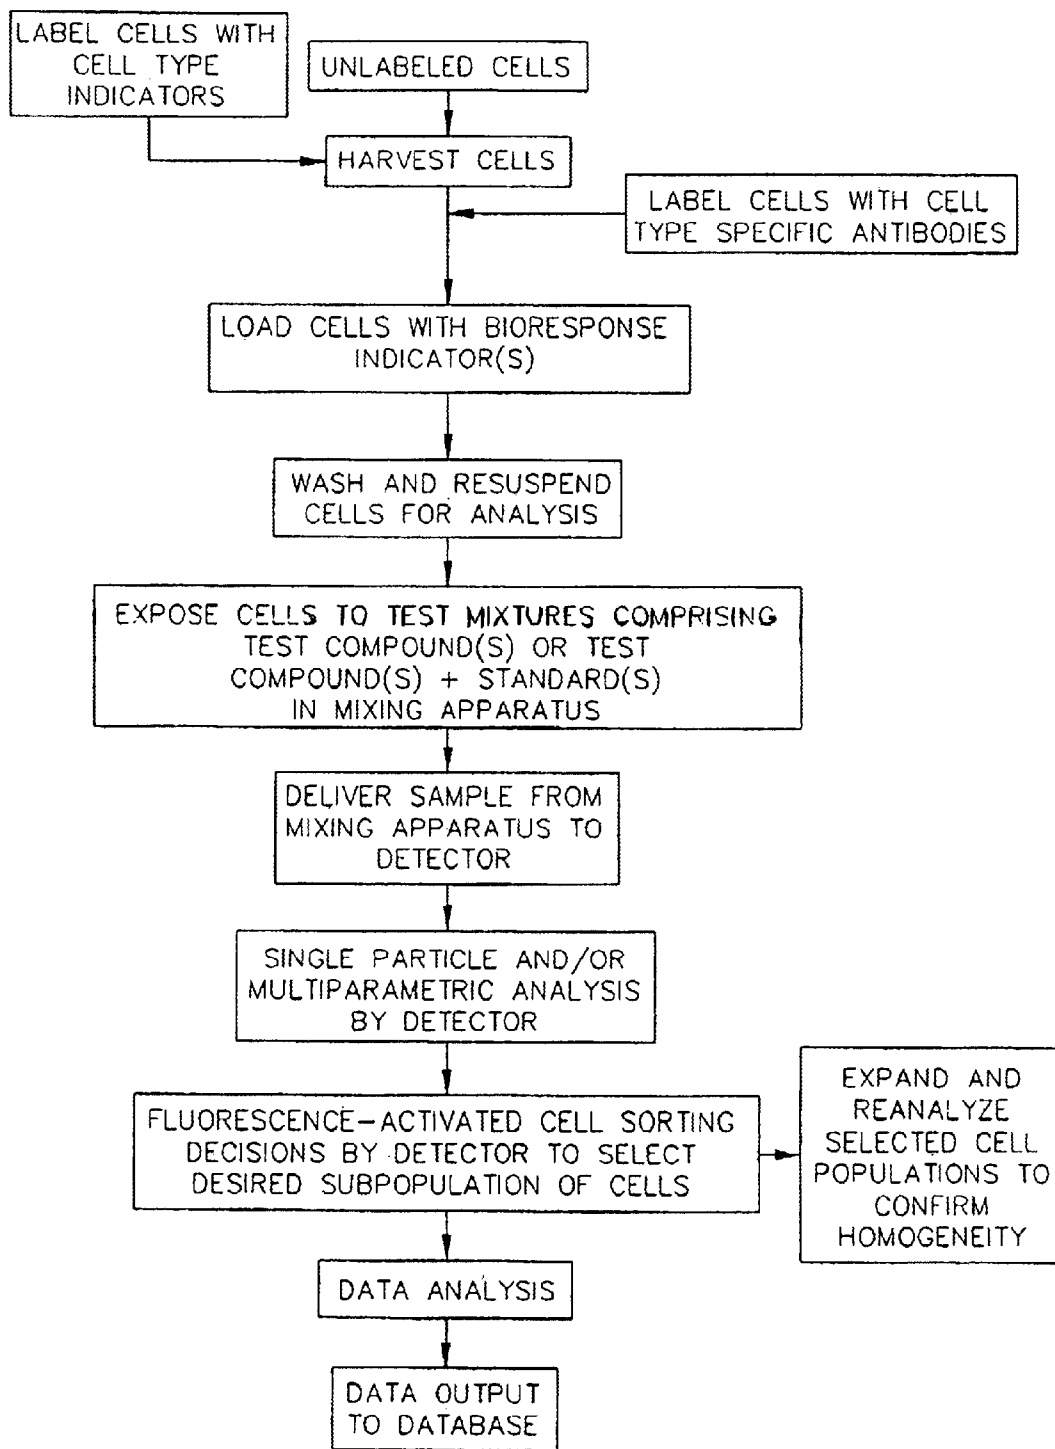 LABEL CELLS WITH
CELL TYPE
INDICATORS
UNLABELED CELLS
HARVEST CELLS
LABEL CELLS WITH CELL
TYPE SPECIFIC ANTIBODIES
LOAD CELLS WITH BIORESPONSE
INDICATOR(S)
WASH AND RESUSPEND
CELLS FOR ANALYSIS
EXPOSE CELLS TO TEST MIXTURES COMPRISING
TEST COMPOUND(S) OR TEST
COMPOUND(S) + STANDARD(S)
IN MIXING APPARATUS
DELIVER SAMPLE FROM
MIXING APPARATUS TO
DETECTOR
SINGLE PARTICLE AND/OR
MULTIPARAMETRIC ANALYSIS
BY DETECTOR
FLUORESCENCE-ACTIVATED CELL SORTING
DECISIONS BY DETECTOR TO SELECT
DESIRED SUBPOPULATION OF CELLS
EXPAND AND
REANALYZE
SELECTED CELL
POPULATIONS TO
CONFIRM
HOMOGENEITY
DATA ANALYSIS
DATA OUTPUT
TO DATABASE